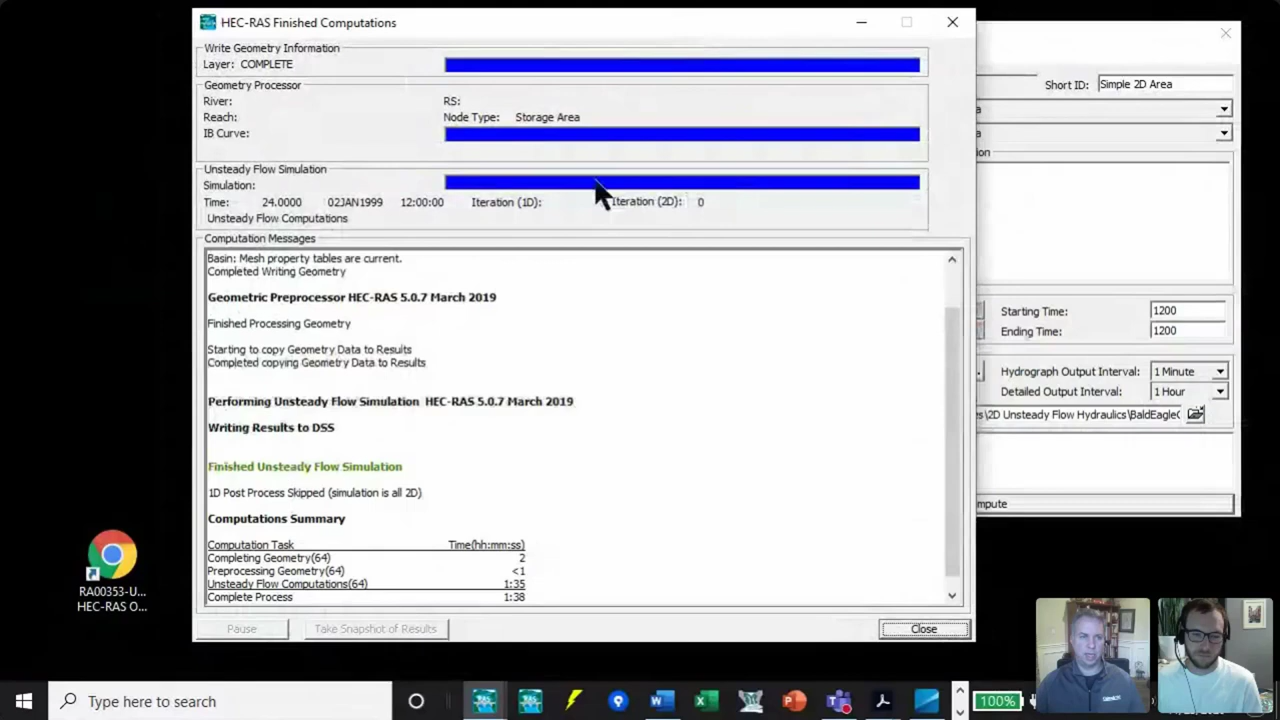 HEC-RAS Finished Computations
Write Geometry Information
Layer: COMPLETE
Geometry Processor
River: RS:
Reach: Node Type: Storage Area
IB Curve:
Unsteady Flow Simulation
Simulation:
Time: 24.0000 02JAN1999 12:00:00 Iteration (1D): Iteration (2D): 0
Unsteady Flow Computations
Computation Messages
Basin: Mesh property tables are current.
Completed Writing Geometry
Geometric Preprocessor HEC-RAS 5.0.7 March 2019
Finished Processing Geometry
Starting to copy Geometry Data to Results
Completed copying Geometry Data to Results
Performing Unsteady Flow Simulation HEC-RAS 5.0.7 March 2019
Writing Results to DSS
Finished Unsteady Flow Simulation
1D Post Process Skipped (simulation is all 2D)
Computations Summary
Computation Task Time(hh:mm:ss)
Completing Geometry(64) 2
Preprocessing Geometry(64) <1
Unsteady Flow Computations(64) 1:35
Complete Process 1:38
Pause Take Snapshot of Results Close
Short ID: Simple 2D Area
a
a
ion
Starting Time: 1200
Ending Time: 1200
Hydrograph Output Interval: 1 Minute
Detailed Output Interval: 1 Hour
\2D Unsteady Flow Hydraulics\BaldEagle
mpute
RA00353-U...
HEC-RAS O...
Type here to search
100%